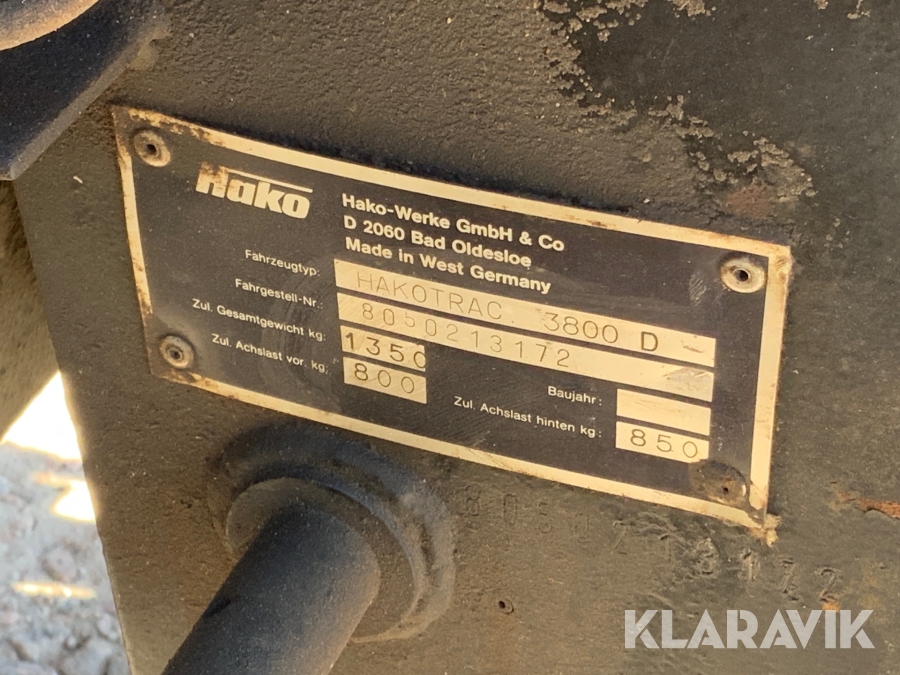 Hako
Hako-Werke GmbH & Co
D 2060 Bad Oldesloe
Made in West Germany
Fahrzeugtyp: HAKOTRAC. 3800 D -
Fahrgestell-Nr.: 8050213172
Zul. Gesamtgewicht kg: 1350 Baujahr:
Zul. Achslast vor. kg: 800 Zul. Achslast hinten kg: 850
KLARAVIK